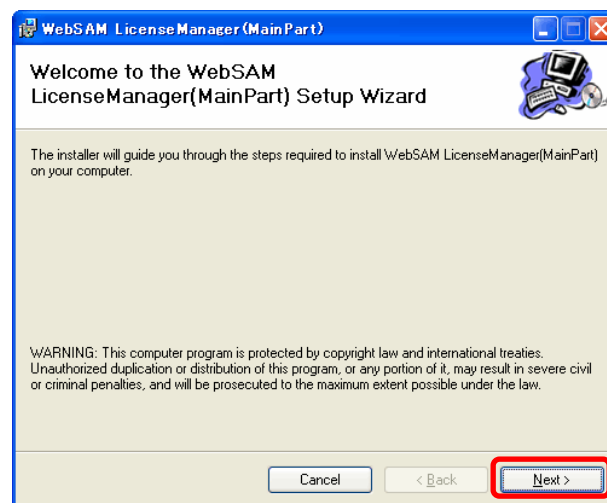 WebSAM LicenseManager(MainPart)
Welcome to the WebSAM
LicenseManager(MainPart) Setup Wizard
The installer will guide you through the steps required to install WebSAM LicenseManager(MainPart)
on your computer.
WARNING: This computer program is protected by copyright law and international treaties.
Unauthorized duplication or distribution of this program, or any portion of it, may result in severe civil
or criminal penalties, and will be prosecuted to the maximum extent possible under the law.
Cancel < Back Next >